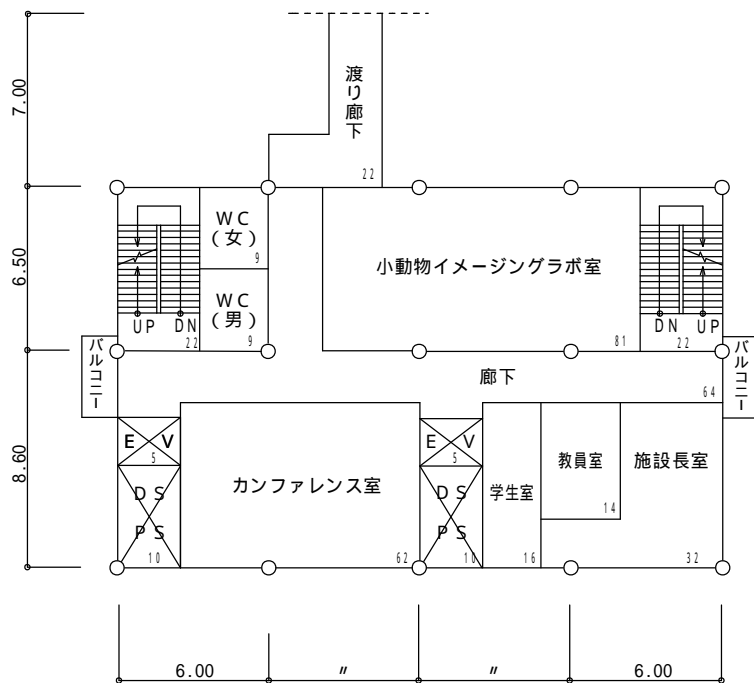 7.00
渡り廊下
22
6.50
WC
(女)
9
WC
(男)
9
UP DN
22
小動物イメージングラボ室
81
DN UP
22
バルコニー
廊下
64
バルコニー
8.60
EV
5
DS
PS
10
カンファレンス室
62
EV
5
DS
PS
10
学生室
16
教員室
14
施設長室
32
6.00
〃
〃
6.00